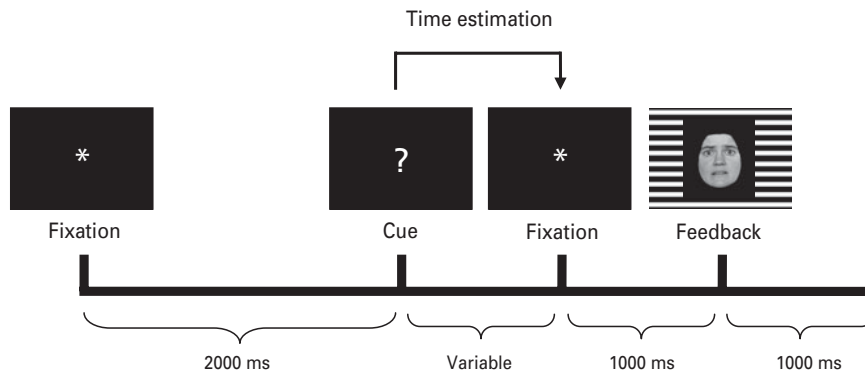 Time estimation
*
?
*
Fixation
Cue
Fixation
Feedback
2000 ms
Variable
1000 ms
1000 ms